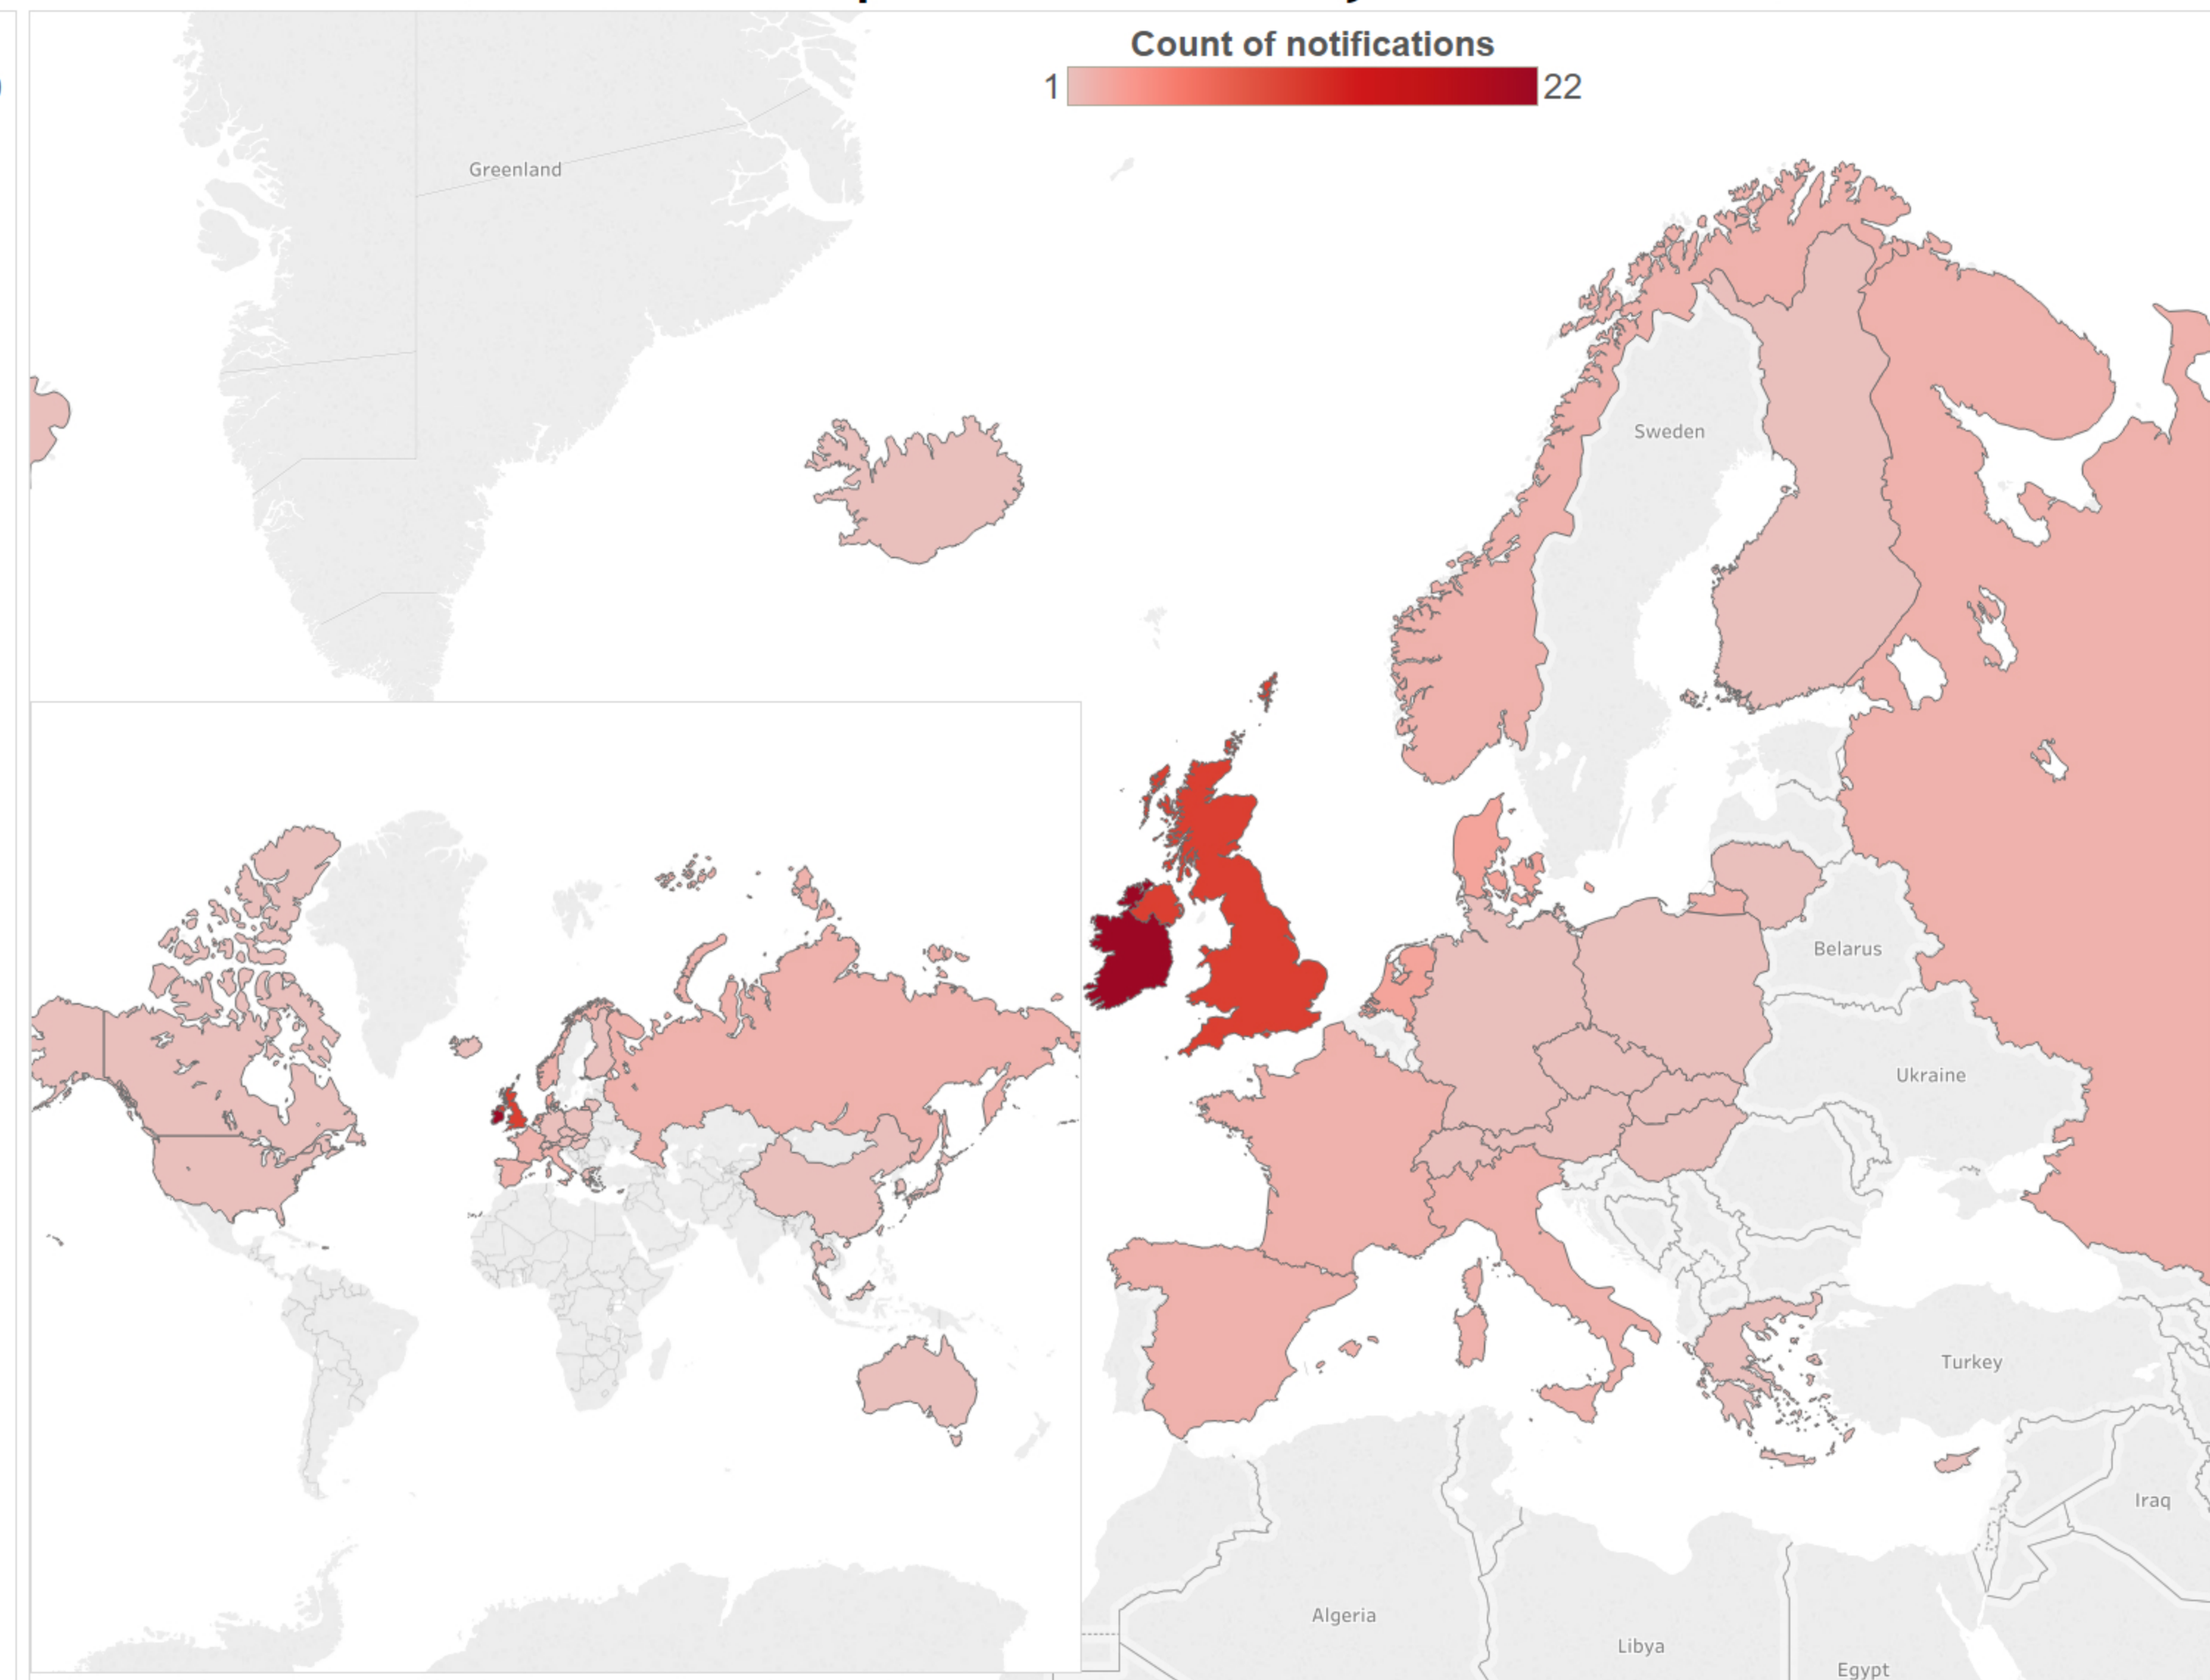 Count of notifications
1 22
Greenland
Sweden
Belarus
Ukraine
Turkey
Iraq
Algeria
Libya
Egypt